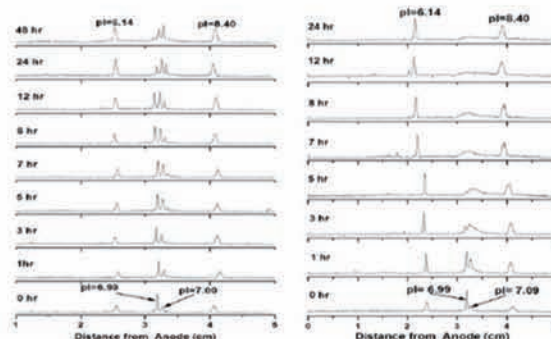 pI=6.14 pI=8.40
48 hr
24 hr
12 hr
8 hr
7 hr
5 hr
3 hr
1hr
pI=6.99 pI=7.09
0 hr
1 2 3 4 5
Distance from Anode (cm)
pI=6.14 pI=8.40
24 hr
12 hr
8 hr
7 hr
5 hr
3 hr
1 hr
pI= 6.99 pI= 7.09
0 hr
0 1 2 3 4
Distance from Anode (cm)